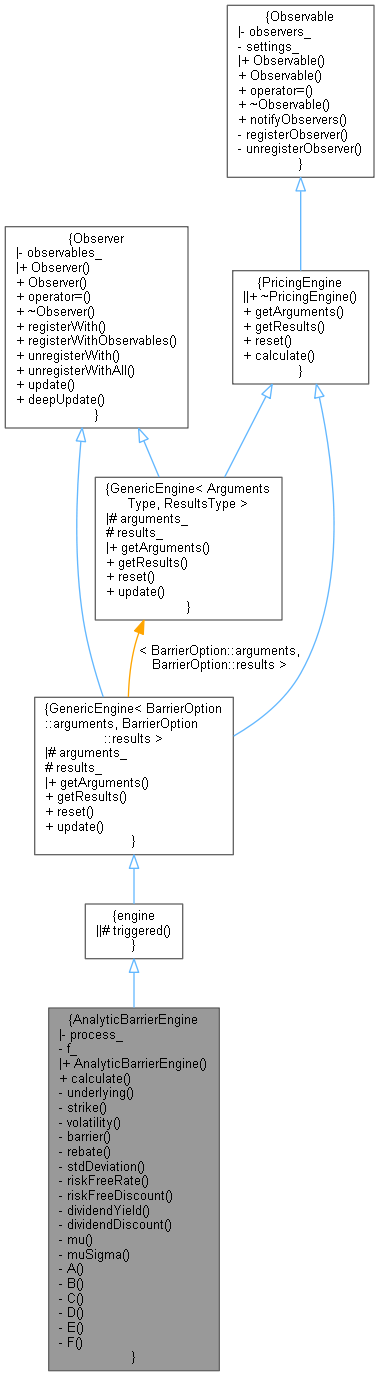 {Observable
|- observers_
- settings_
|+ Observable()
+ Observable()
+ operator=()
+ ~Observable()
+ notifyObservers()
- registerObserver()
- unregisterObserver()
}
{Observer
|- observables_
|+ Observer()
+ Observer()
+ operator=()
+ ~Observer()
+ registerWith()
+ registerWithObservables()
+ unregisterWith()
+ unregisterWithAll()
+ update()
+ deepUpdate()
}
{PricingEngine
||+ ~PricingEngine()
+ getArguments()
+ getResults()
+ reset()
+ calculate()
}
{GenericEngine< Arguments
Type, ResultsType >
|# arguments_
# results_
|+ getArguments()
+ getResults()
+ reset()
+ update()
}
< BarrierOption::arguments,
BarrierOption::results >
{GenericEngine< BarrierOption
::arguments, BarrierOption
::results >
|# arguments_
# results_
|+ getArguments()
+ getResults()
+ reset()
+ update()
}
{engine
||# triggered()
}
{AnalyticBarrierEngine
|- process_
- f_
|+ AnalyticBarrierEngine()
+ calculate()
- underlying()
- strike()
- volatility()
- barrier()
- rebate()
- stdDeviation()
- riskFreeRate()
- riskFreeDiscount()
- dividendYield()
- dividendDiscount()
- mu()
- muSigma()
- A()
- B()
- C()
- D()
- E()
- F()
}